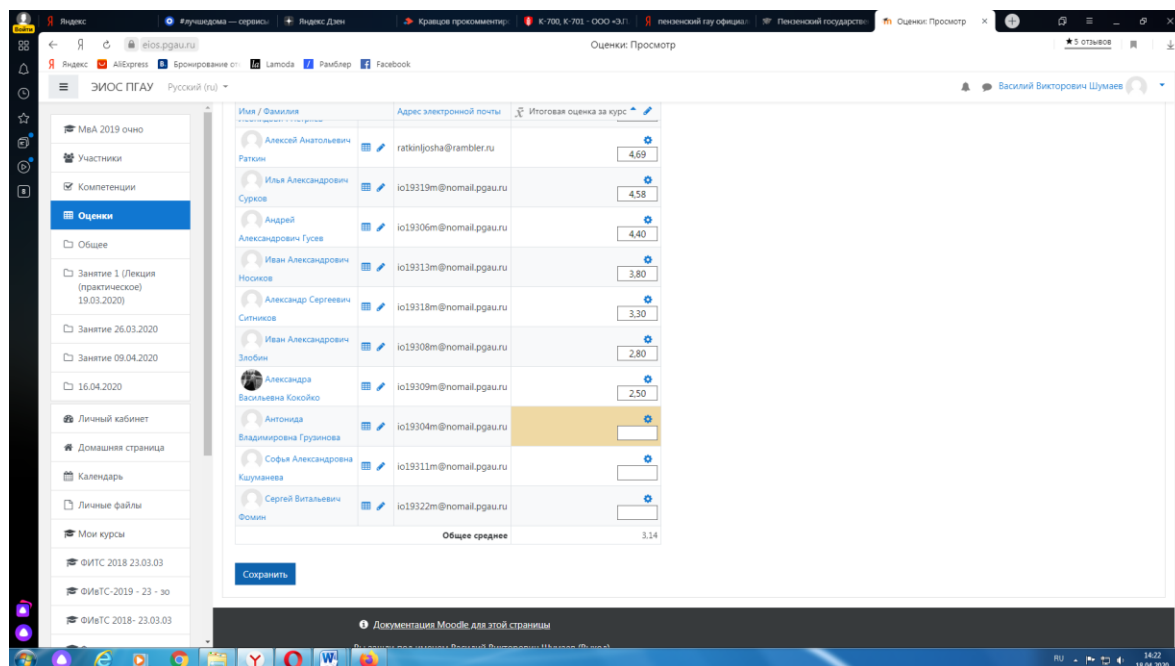 Войти
Яндекс
#лучшедома — сервисы
Яндекс Дзен
Кравцов прокомментир
К-700, К-701 - ООО «Э.П
пензенский гау официал
Пензенский государстве
Оценки: Просмотр
eios.pgau.ru
Оценки: Просмотр
★ 5 отзывов
Яндекс
AliExpress
Бронирование от
Lamoda
Рамблер
Facebook
ЭИОС ПГАУ
Русский (ru)
Василий Викторович Шумаев
МвА 2019 очно
Участники
Компетенции
Оценки
Общее
Занятие 1 (Лекция
(практическое)
19.03.2020)
Занятие 26.03.2020
Занятие 09.04.2020
16.04.2020
Личный кабинет
Домашняя страница
Календарь
Личные файлы
Мои курсы
ФИТС 2018 23.03.03
ФИвТС-2019 - 23 - зо
ФИвТС 2018- 23.03.03
Имя / Фамилия Адрес электронной почты x̄ Итоговая оценка за курс
Алексей Анатольевич
Раткин
ratkinljosha@rambler.ru
4,69
Илья Александрович
Сурков
io19319m@nomail.pgau.ru
4,58
Андрей
Александрович Гусев
io19306m@nomail.pgau.ru
4,40
Иван Александрович
Носиков
io19313m@nomail.pgau.ru
3,80
Александр Сергеевич
Ситников
io19318m@nomail.pgau.ru
3,30
Иван Александрович
Злобин
io19308m@nomail.pgau.ru
2,80
Александра
Васильевна Кокойко
io19309m@nomail.pgau.ru
2,50
Антонида
Владимировна Грузинова
io19304m@nomail.pgau.ru
Софья Александровна
Кшуманева
io19311m@nomail.pgau.ru
Сергей Витальевич
Фомин
io19322m@nomail.pgau.ru
Общее среднее 3,14
Сохранить
Документация Moodle для этой страницы
RU
14:22
18.04.2020